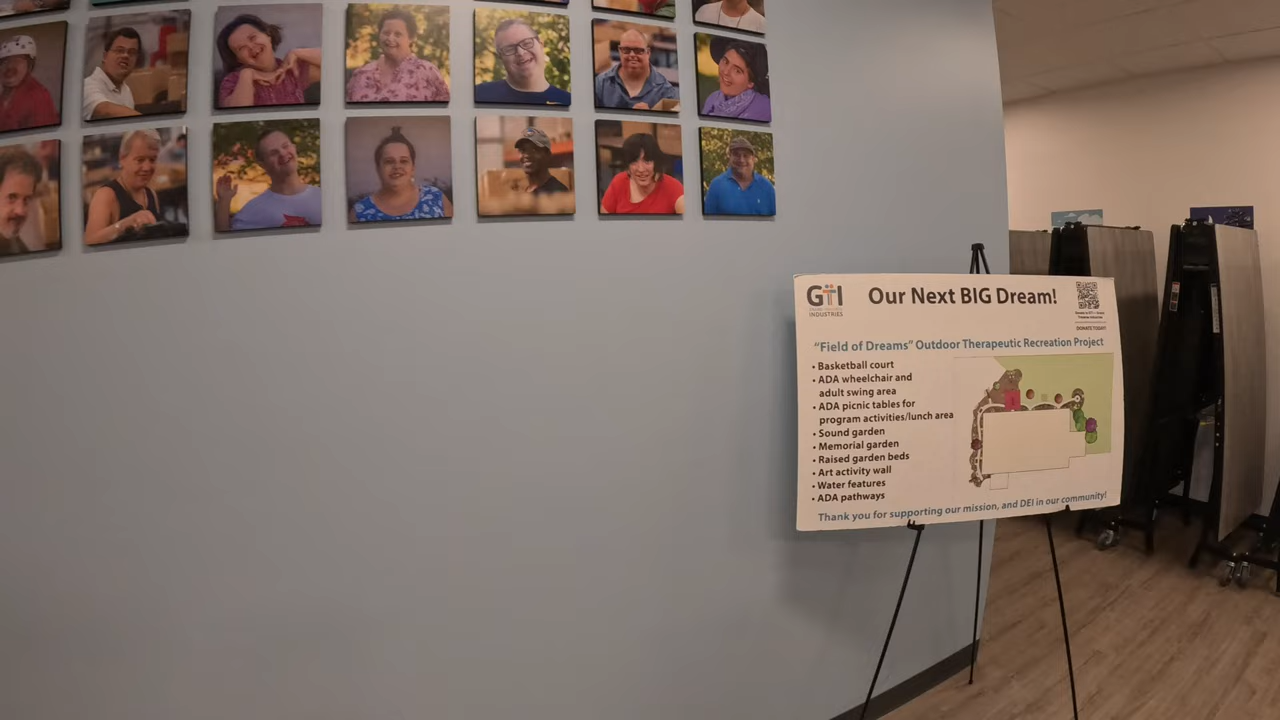 GTI
INDUSTRIES
Our Next BIG Dream!
DONATE TODAY!
"Field of Dreams" Outdoor Therapeutic Recreation Project
• Basketball court
• ADA wheelchair and
adult swing area
• ADA picnic tables for
program activities/lunch area
• Sound garden
• Memorial garden
• Raised garden beds
• Art activity wall
• Water features
• ADA pathways
Thank you for supporting our mission, and DEI in our community!